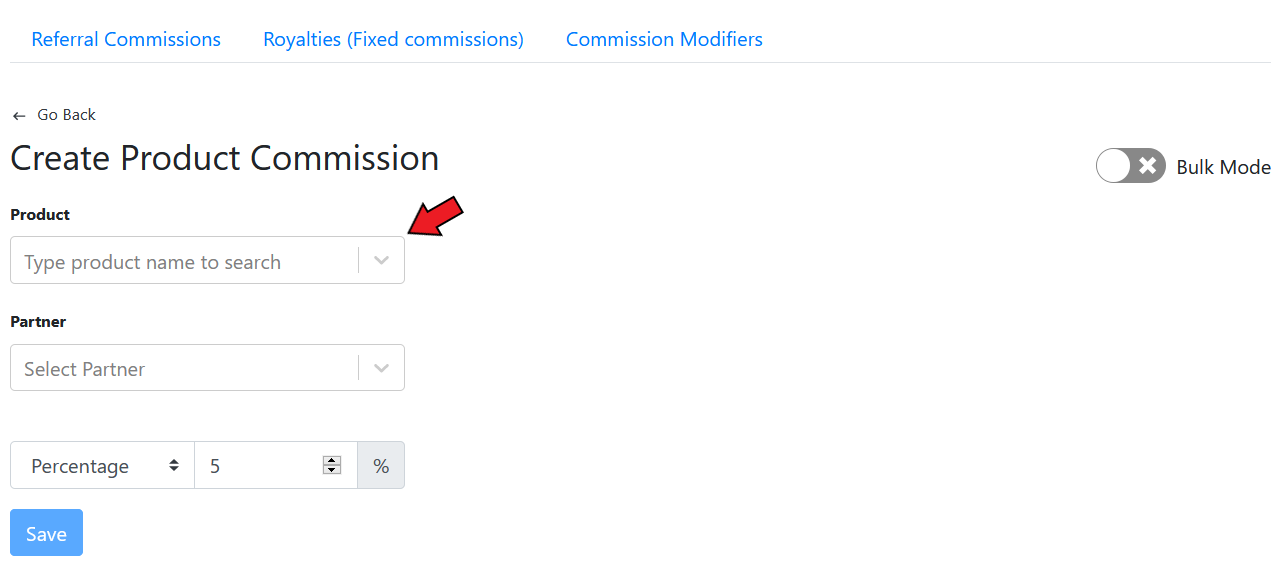 Referral Commissions Royalties (Fixed commissions) Commission Modifiers
← Go Back
Create Product Commission
Bulk Mode
Product
Type product name to search
Partner
Select Partner
Percentage 5 %
Save